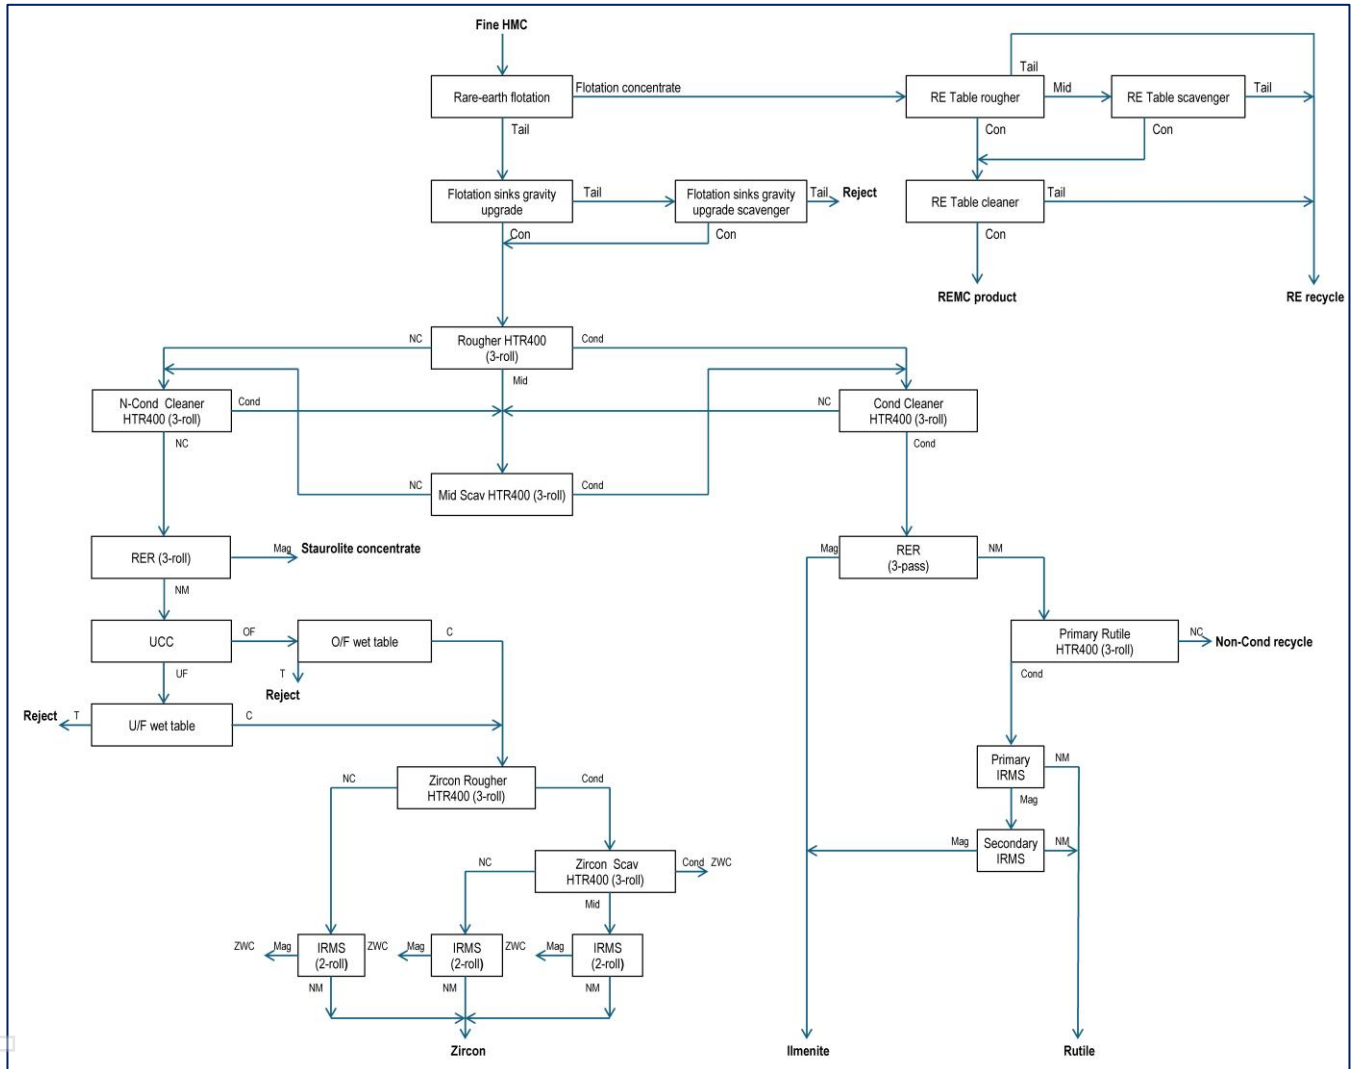 Fine HMC
Rare-earth flotation
Flotation concentrate
Tail
RE Table rougher
Mid
RE Table scavenger
Tail
Tail
Con
Con
Flotation sinks gravity
upgrade
Tail
Flotation sinks gravity
upgrade scavenger
Tail
Reject
RE Table cleaner
Tail
Con
Con
Con
REMC product
RE recycle
NC
Rougher HTR400
(3-roll)
Cond
Mid
N-Cond Cleaner
HTR400 (3-roll)
Cond
NC
Cond Cleaner
HTR400 (3-roll)
NC
Cond
NC
Mid Scav HTR400 (3-roll)
Cond
RER (3-roll)
Mag
Staurolite concentrate
Mag
RER
(3-pass)
NM
NM
UCC
OF
O/F wet table
C
Primary Rutile
HTR400 (3-roll)
NC
Non-Cond recycle
UF
T
Reject
Cond
Reject
T
U/F wet table
C
Primary
IRMS
NM
Mag
NC
Zircon Rougher
HTR400 (3-roll)
Cond
Mag
Secondary
IRMS
NM
NC
Zircon Scav
HTR400 (3-roll)
Cond
ZWC
Mid
ZWC
Mag
IRMS
(2-roll)
ZWC
Mag
IRMS
(2-roll)
ZWC
Mag
IRMS
(2-roll)
NM
NM
NM
Zircon
Ilmenite
Rutile